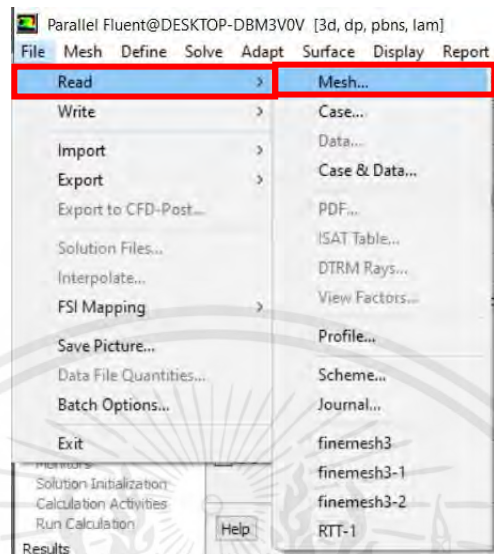 Parallel Fluent@DESKTOP-DBM3V0V [3d, dp, pbns, lam]
File Mesh Define Solve Adapt Surface Display Report
Read >
Write >
Import >
Export >
Export to CFD-Post...
Solution Files...
Interpolate...
FSI Mapping >
Save Picture...
Data File Quantities...
Batch Options...
Exit
Mesh...
Case...
Data...
Case & Data...
PDF...
ISAT Table...
DTRM Rays...
View Factors...
Profile...
Scheme...
Journal...
finemesh3
finemesh3-1
finemesh3-2
RTT-1
Monitors
Solution Initialization
Calculation Activities
Run Calculation
Results
Help